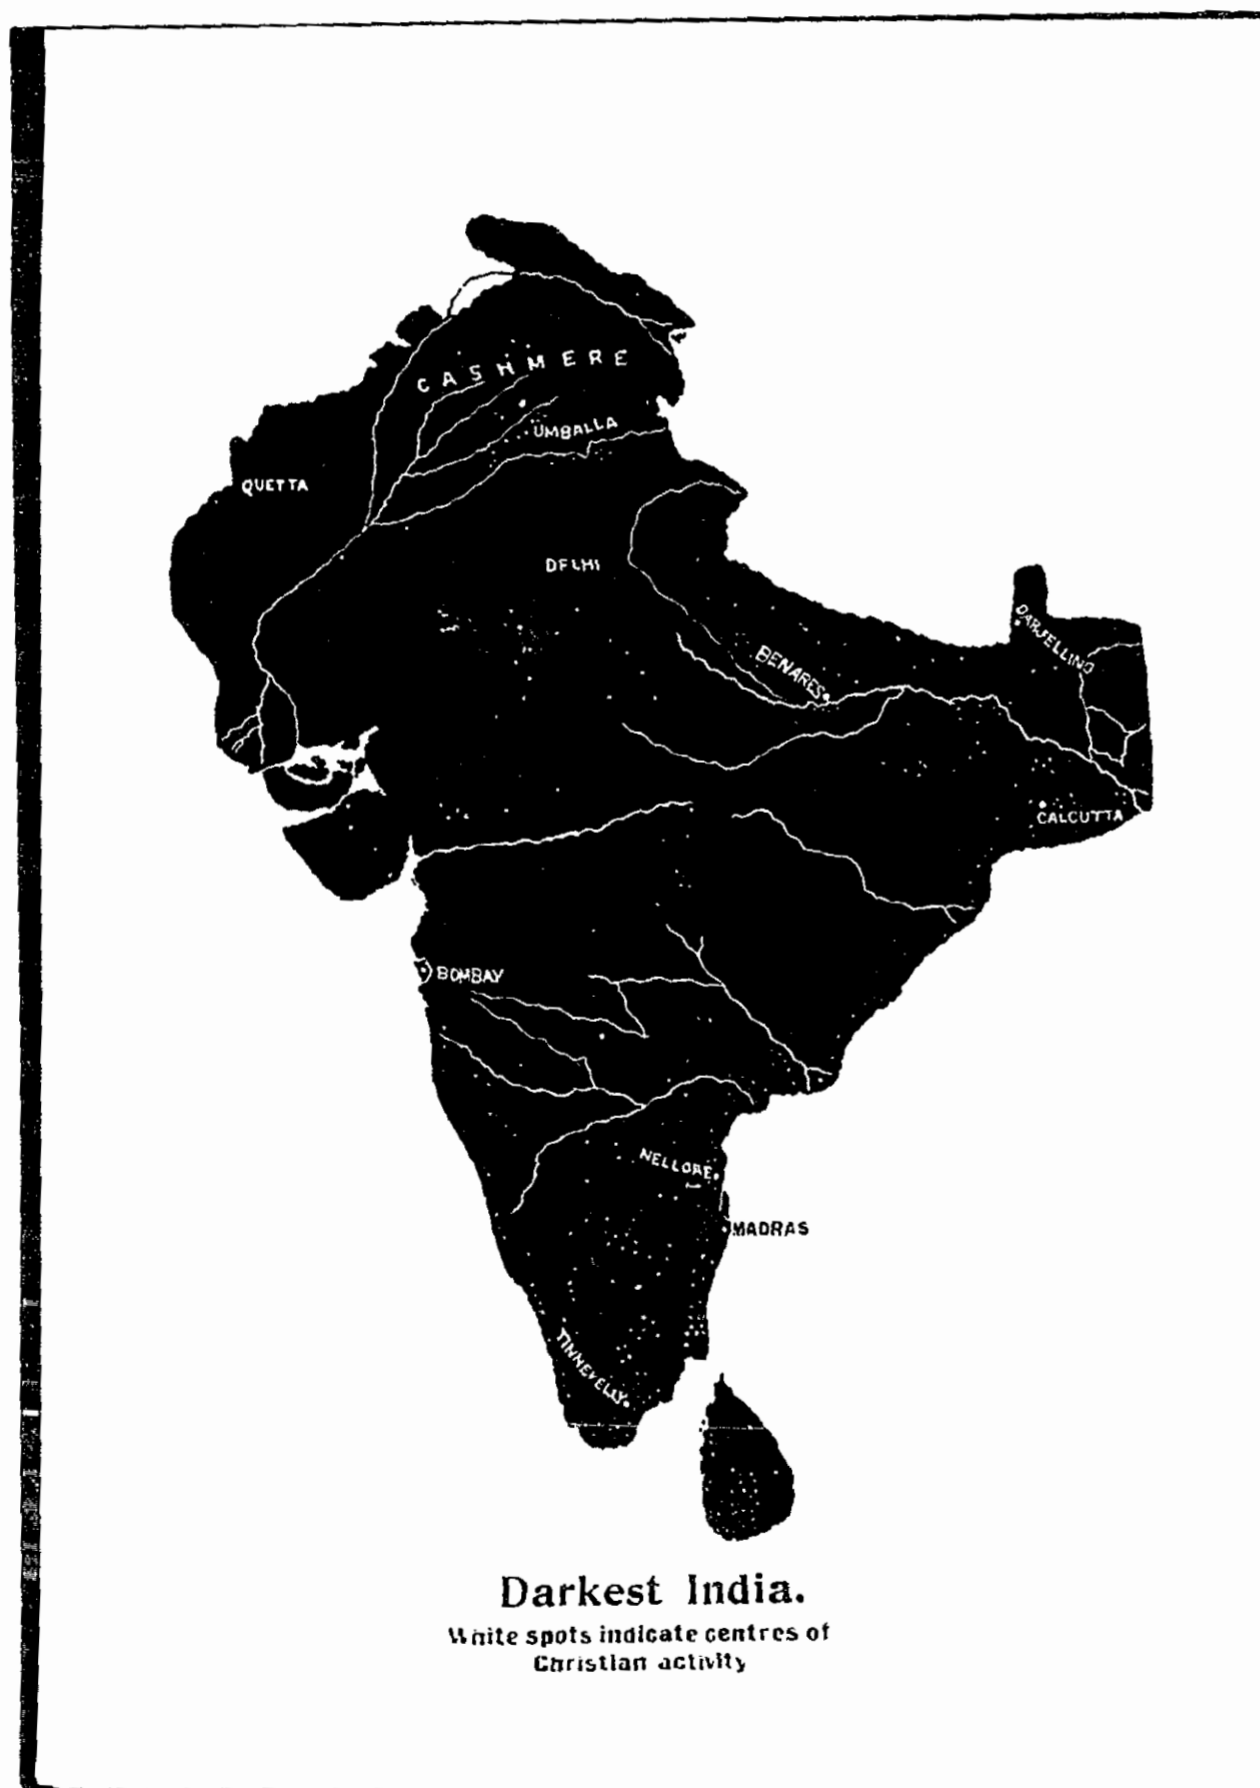 CASHMERE
UMBALLA
QUETTA
DELHI
DARJEELING
BENARES
CALCUTTA
BOMBAY
NELLORE
MADRAS
TINNEVELLY
Darkest India.
White spots indicate centres of
Christian activity